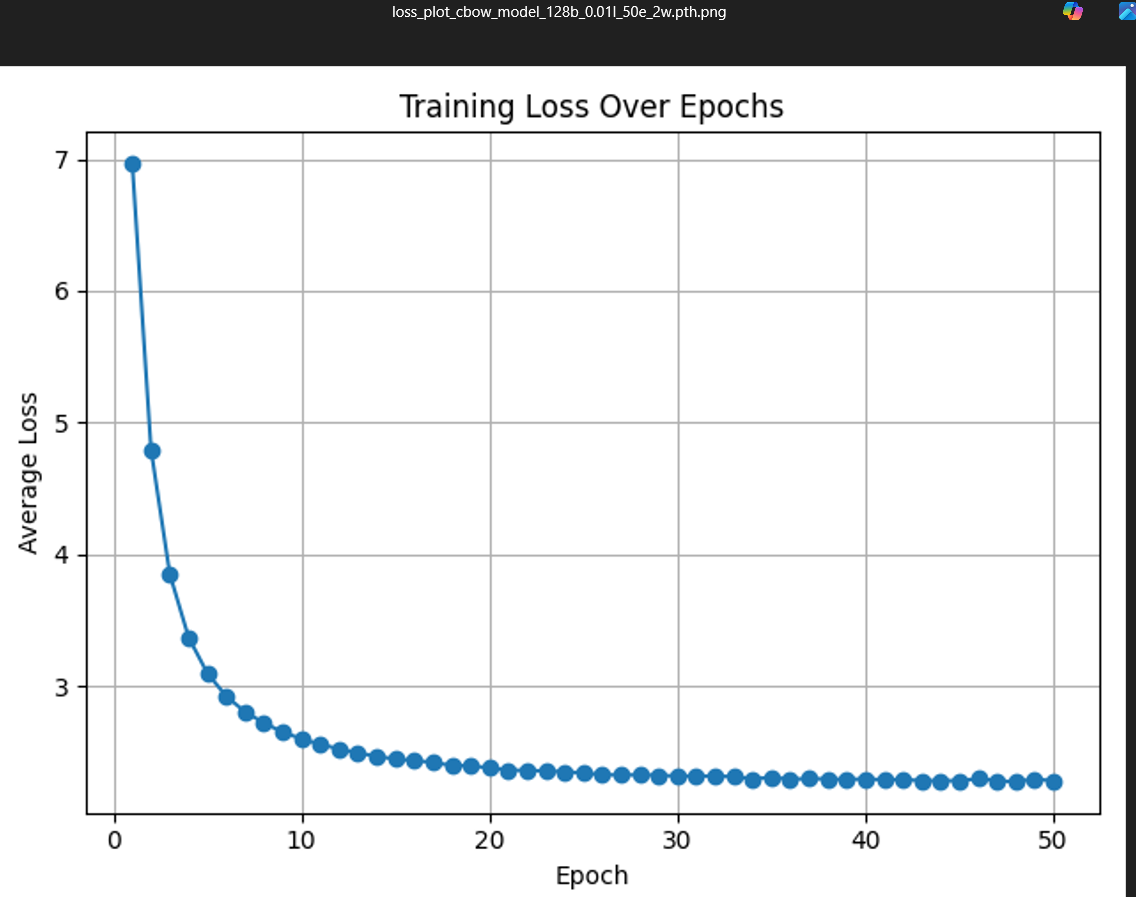 loss_plot_cbow_model_128b_0.01l_50e_2w.pth.png
Training Loss Over Epochs
7
6
5
4
3
Average Loss
0 10 20 30 40 50
Epoch